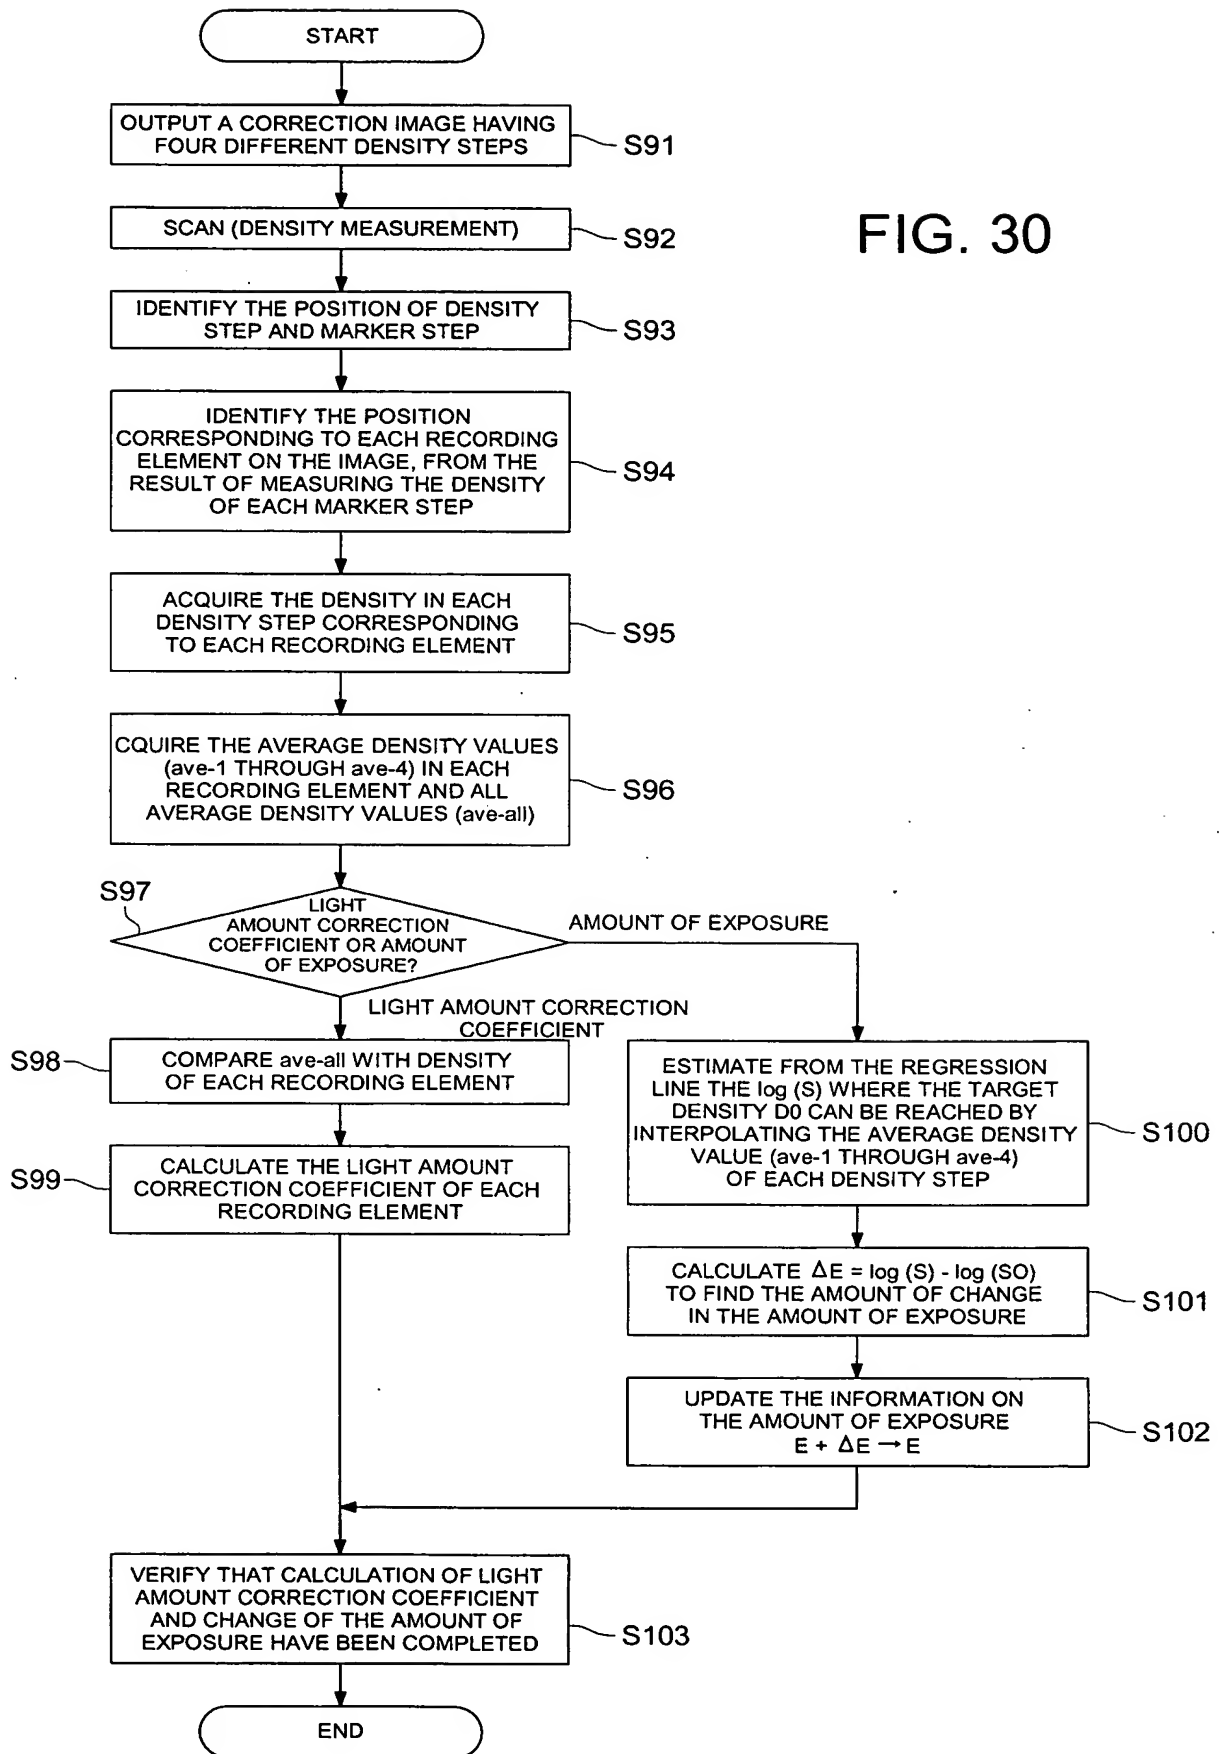 START
OUTPUT A CORRECTION IMAGE HAVING
FOUR DIFFERENT DENSITY STEPS
S91
SCAN (DENSITY MEASUREMENT)
S92
FIG. 30
IDENTIFY THE POSITION OF DENSITY
STEP AND MARKER STEP
S93
IDENTIFY THE POSITION
CORRESPONDING TO EACH RECORDING
ELEMENT ON THE IMAGE, FROM THE
RESULT OF MEASURING THE DENSITY
OF EACH MARKER STEP
S94
ACQUIRE THE DENSITY IN EACH
DENSITY STEP CORRESPONDING
TO EACH RECORDING ELEMENT
S95
CQUIRE THE AVERAGE DENSITY VALUES
(ave-1 THROUGH ave-4) IN EACH
RECORDING ELEMENT AND ALL
AVERAGE DENSITY VALUES (ave-all)
S96
S97
LIGHT
AMOUNT CORRECTION
COEFFICIENT OR AMOUNT
OF EXPOSURE?
AMOUNT OF EXPOSURE
LIGHT AMOUNT CORRECTION
COEFFICIENT
S98
COMPARE ave-all WITH DENSITY
OF EACH RECORDING ELEMENT
S99
CALCULATE THE LIGHT AMOUNT
CORRECTION COEFFICIENT OF EACH
RECORDING ELEMENT
ESTIMATE FROM THE REGRESSION
LINE THE log (S) WHERE THE TARGET
DENSITY D0 CAN BE REACHED BY
INTERPOLATING THE AVERAGE DENSITY
VALUE (ave-1 THROUGH ave-4)
OF EACH DENSITY STEP
S100
CALCULATE ΔE = log (S) - log (SO)
TO FIND THE AMOUNT OF CHANGE
IN THE AMOUNT OF EXPOSURE
S101
UPDATE THE INFORMATION ON
THE AMOUNT OF EXPOSURE
E + ΔE → E
S102
VERIFY THAT CALCULATION OF LIGHT
AMOUNT CORRECTION COEFFICIENT
AND CHANGE OF THE AMOUNT OF
EXPOSURE HAVE BEEN COMPLETED
S103
END